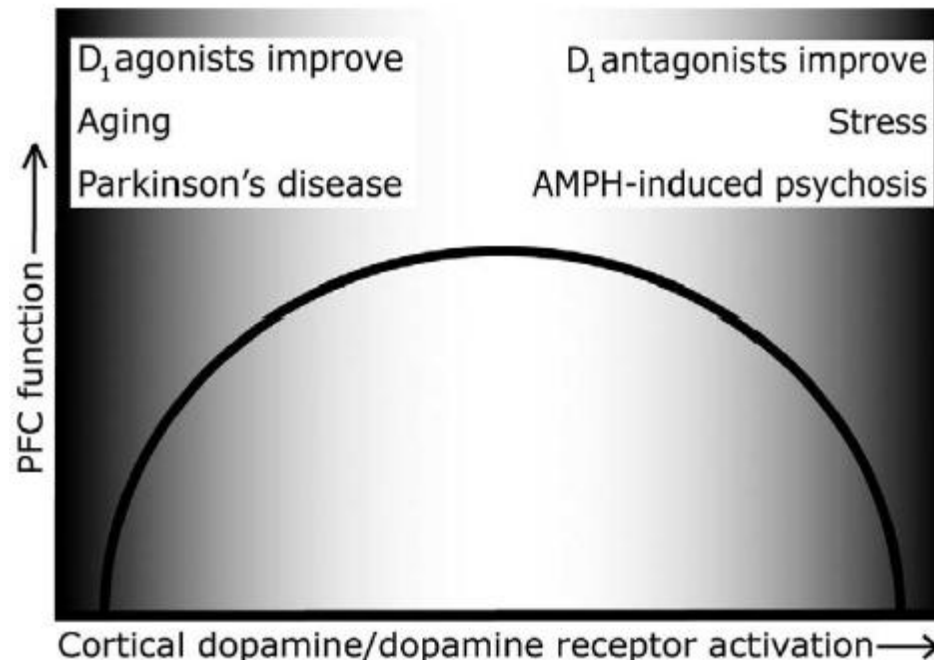 D₁ agonists improve
Aging
Parkinson's disease
D₁ antagonists improve
Stress
AMPH-induced psychosis
PFC function →
Cortical dopamine/dopamine receptor activation→